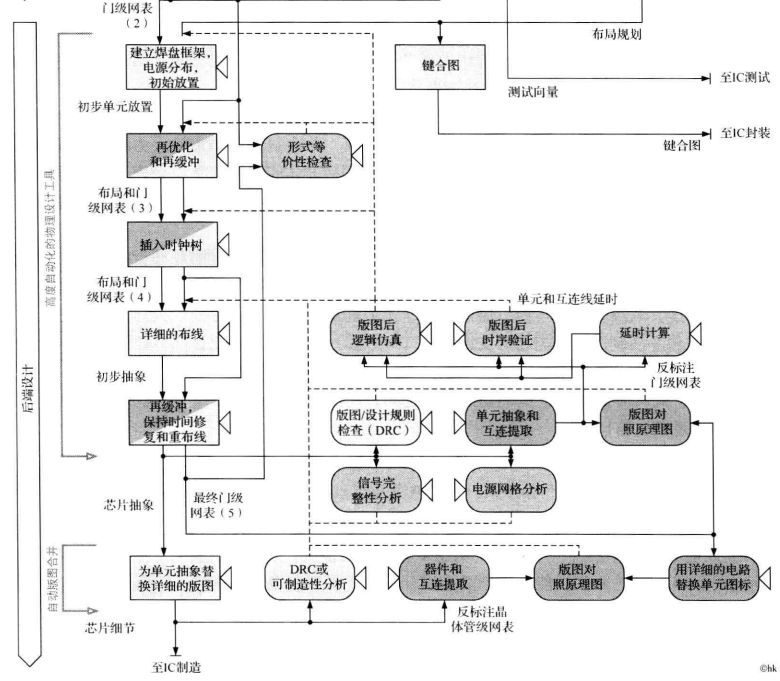 门级网表
（2）
布局规划
建立焊盘框架，
电源分布，
初始放置
键合图
至IC测试
测试向量
初步单元放置
至IC封装
键合图
再优化
和再缓冲
形式等
价性检查
布局和门
级网表（3）
插入时钟树
布局和门
级网表（4）
单元和互连线延时
详细的布线
版图后
逻辑仿真
版图后
时序验证
延时计算
反标注
门级网表
初步抽象
再缓冲，
保持时间修
复和重布线
版图/设计规则
检查（DRC）
单元抽象和
互连提取
版图对
照原理图
信号完
整性分析
电源网格分析
芯片抽象
最终门级
网表（5）
为单元抽象替
换详细的版图
DRC或
可制造性分析
器件和
互连提取
版图对
照原理图
用详细的电路
替换单元图标
芯片细节
反标注晶
体管级网表
至IC制造
后端设计
高度自动化的物理设计工具
自动版图合并
©hk